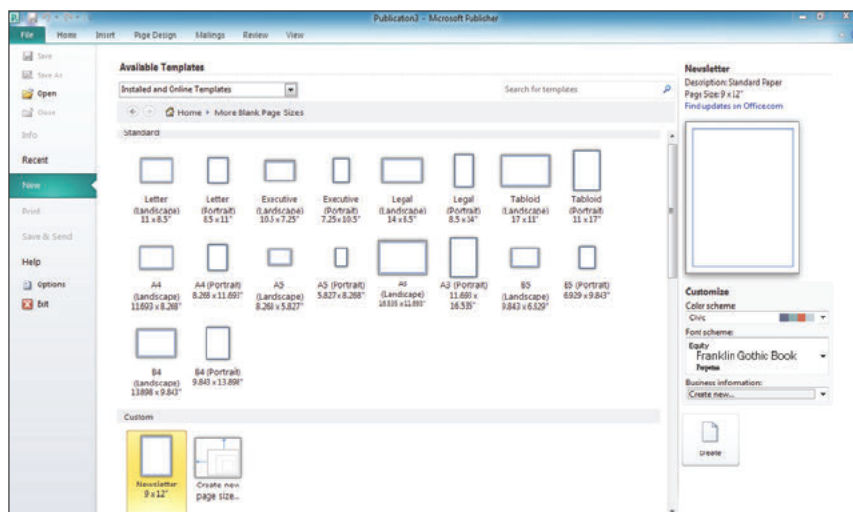 Publication3 - Microsoft Publisher
File Home Insert Page Design Mailings Review View
Save
Save As
Open
Close
Info
Recent
New
Print
Save & Send
Help
Options
Exit
Available Templates
Installed and Online Templates
Search for templates
Home
More Blank Page Sizes
Standard
Letter (Landscape) 11 x 8.5"
Letter (Portrait) 8.5 x 11"
Executive (Landscape) 10.5 x 7.25"
Executive (Portrait) 7.25 x 10.5"
Legal (Landscape) 14 x 8.5"
Legal (Portrait) 8.5 x 14"
Tabloid (Landscape) 17 x 11"
Tabloid (Portrait) 11 x 17"
A4 (Landscape) 11.693 x 8.268"
A4 (Portrait) 8.268 x 11.693"
A5 (Landscape) 8.268 x 5.827"
A5 (Portrait) 5.827 x 8.268"
A3 (Landscape) 16.535 x 11.693"
A3 (Portrait) 11.693 x 16.535"
B5 (Landscape) 9.843 x 6.929"
B5 (Portrait) 6.929 x 9.843"
B4 (Landscape) 13.898 x 9.843"
B4 (Portrait) 9.843 x 13.898"
Custom
Newsletter 9 x 12"
Create new page size...
Newsletter
Description: Standard Paper
Page Size: 9 x 12"
Find updates on Office.com
Customize
Color scheme:
Civic
Font scheme:
Equity
Franklin Gothic Book
Perpetua
Business information:
Create new...
Create